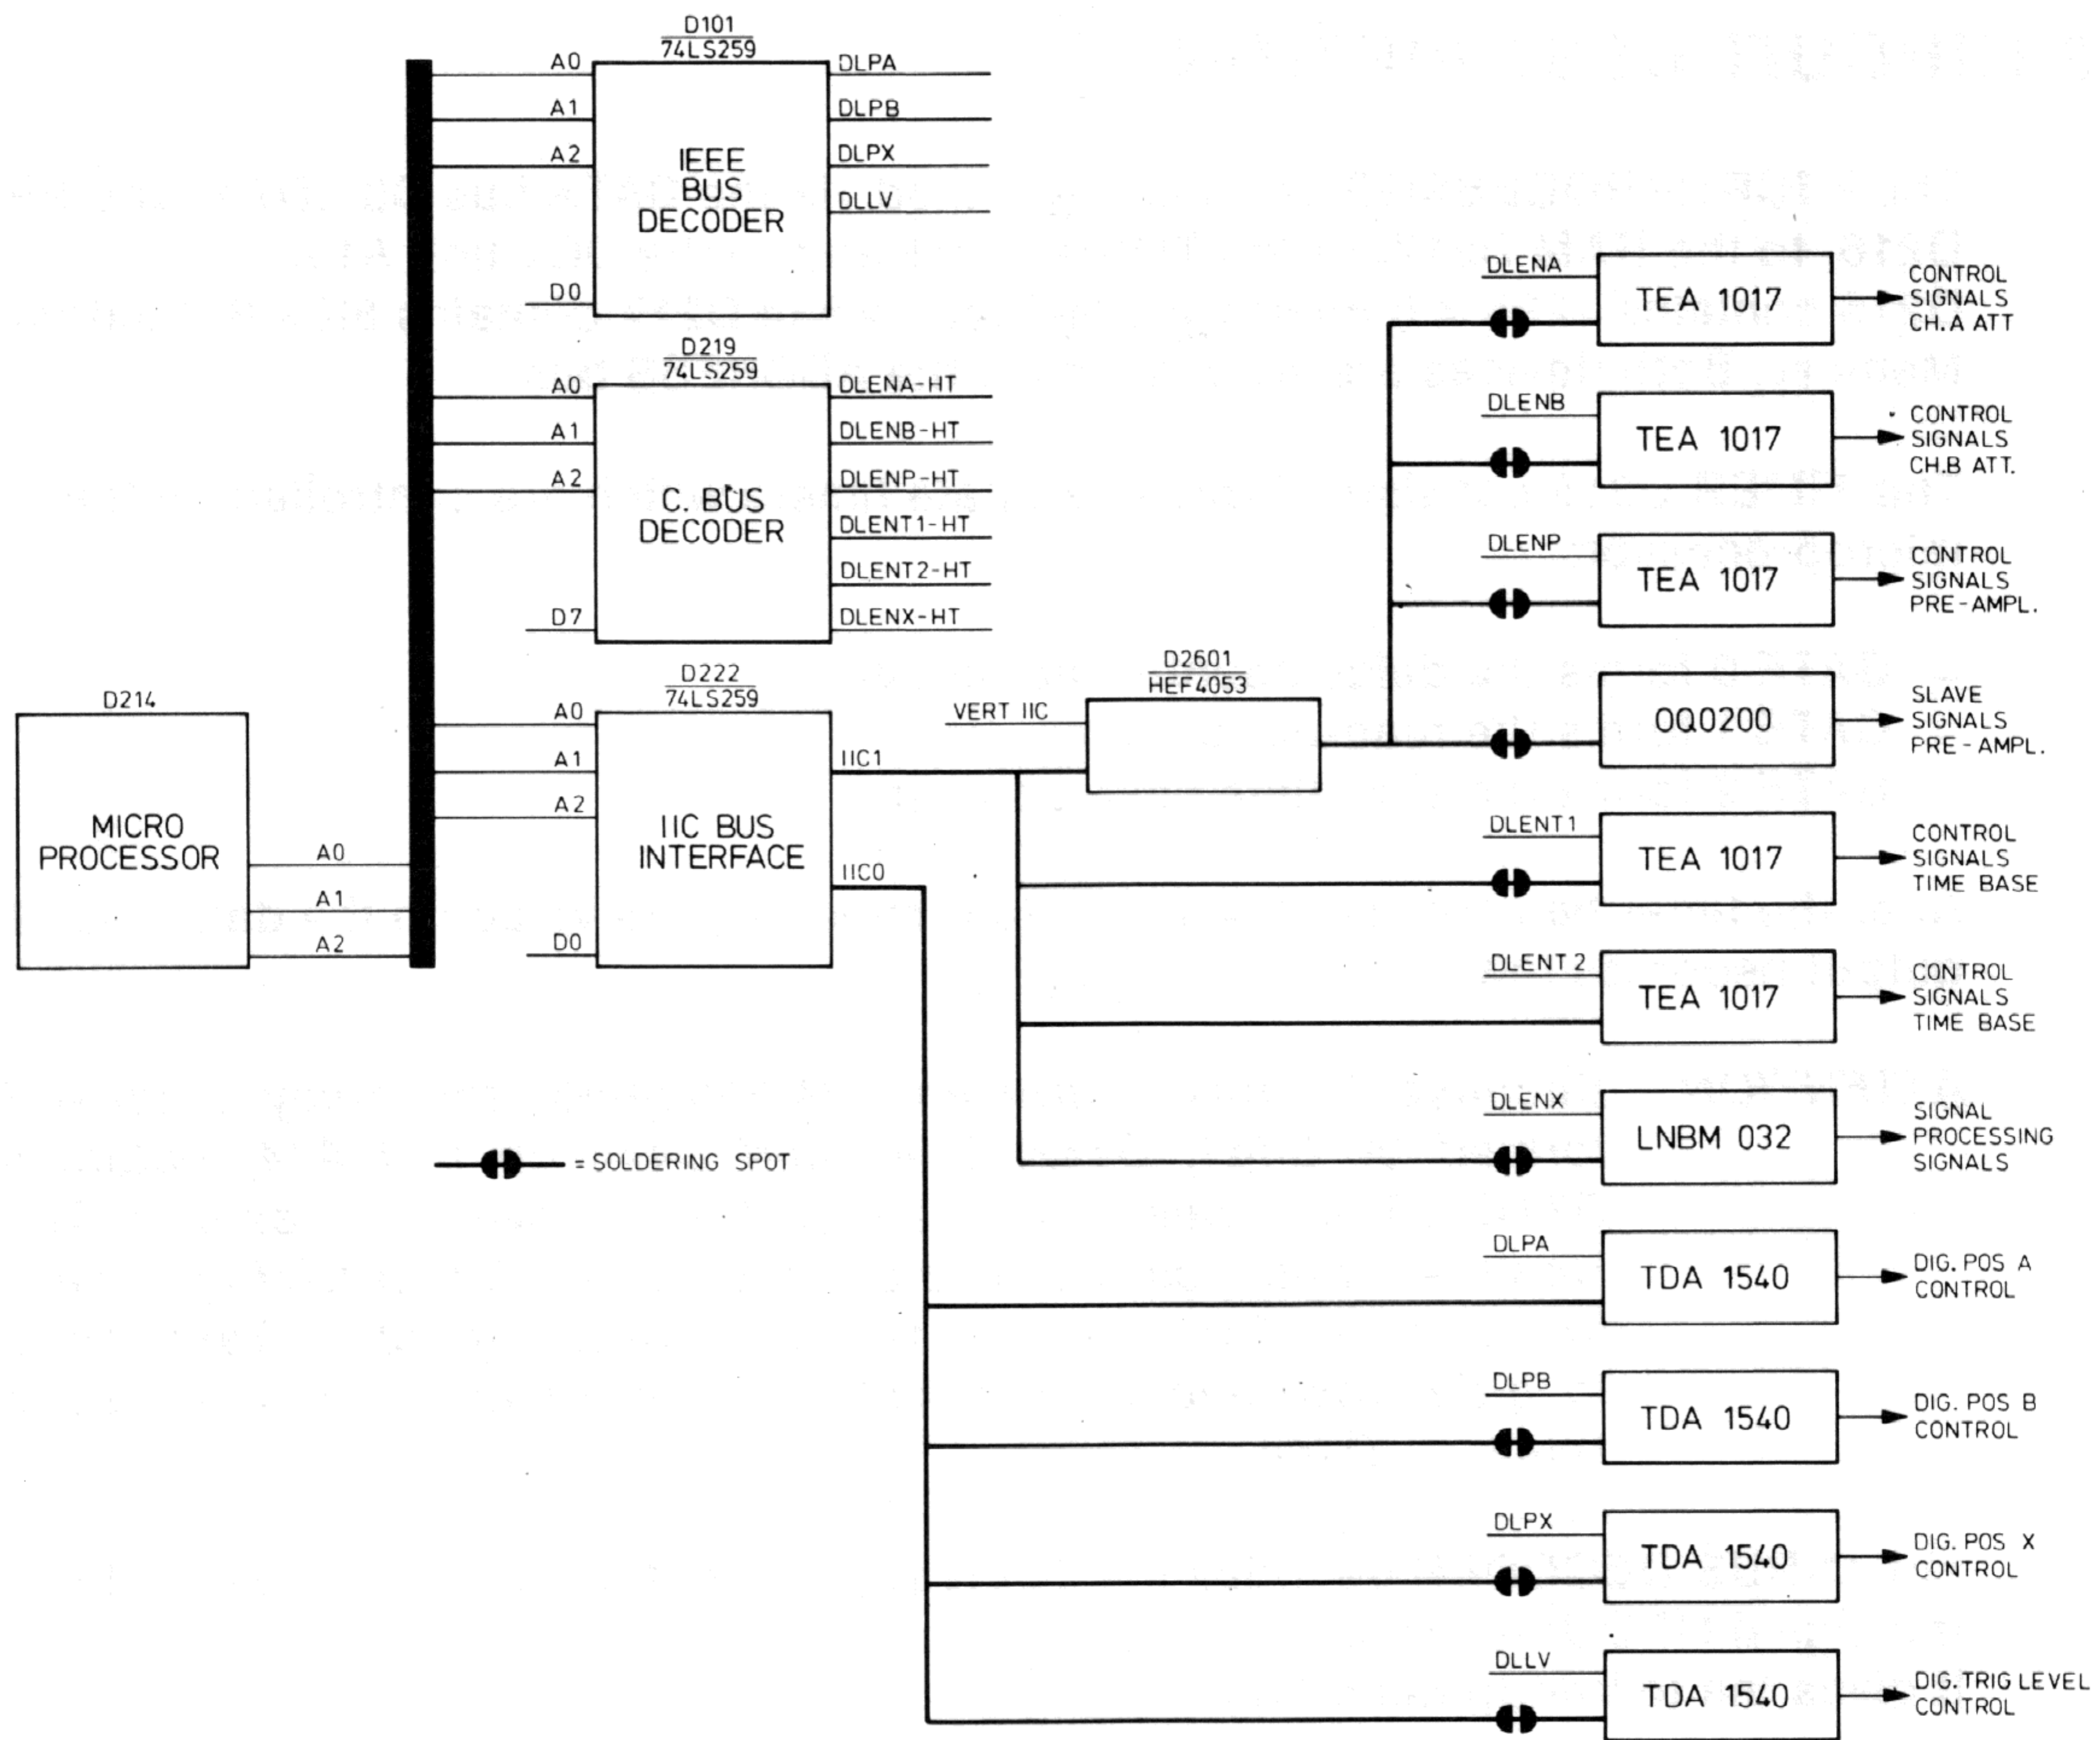 D101
74LS259
A0
A1
A2
D0
IEEE
BUS
DECODER
DLPA
DLPB
DLPX
DLLV
D219
74LS259
A0
A1
A2
D7
C. BUS
DECODER
DLENA-HT
DLENB-HT
DLENP-HT
DLENT1-HT
DLENT2-HT
DLENX-HT
D222
74LS259
A0
A1
A2
D0
IIC BUS
INTERFACE
IIC1
IIC0
D214
MICRO
PROCESSOR
A0
A1
A2
= SOLDERING SPOT
D2601
HEF4053
VERT IIC
DLENA
TEA 1017
CONTROL
SIGNALS
CH.A ATT
DLENB
TEA 1017
CONTROL
SIGNALS
CH.B ATT.
DLENP
TEA 1017
CONTROL
SIGNALS
PRE-AMPL.
OQ0200
SLAVE
SIGNALS
PRE-AMPL.
DLENT1
TEA 1017
CONTROL
SIGNALS
TIME BASE
DLENT2
TEA 1017
CONTROL
SIGNALS
TIME BASE
DLENX
LNBM 032
SIGNAL
PROCESSING
SIGNALS
DLPA
TDA 1540
DIG. POS A
CONTROL
DLPB
TDA 1540
DIG. POS B
CONTROL
DLPX
TDA 1540
DIG. POS X
CONTROL
DLLV
TDA 1540
DIG. TRIG LEVEL
CONTROL